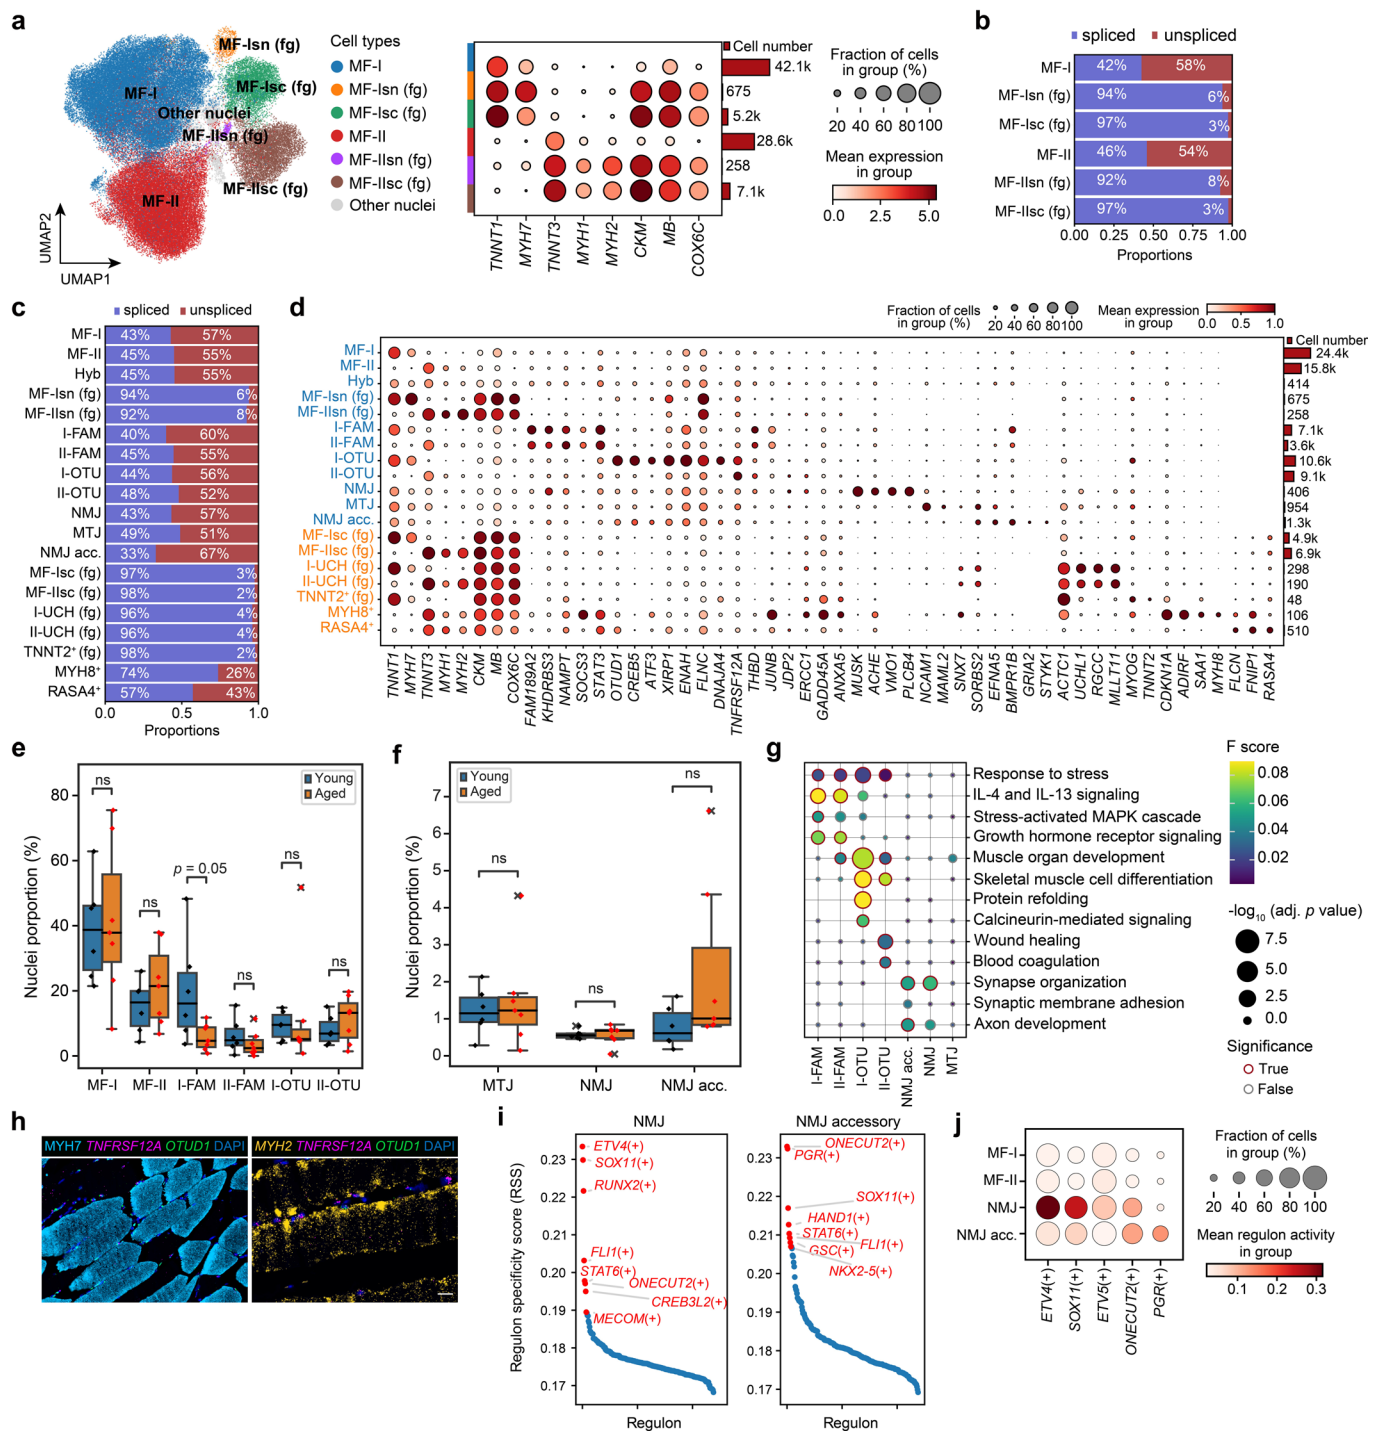 a
MF-Isn (fg)
MF-I
MF-Isc (fg)
Other nuclei
MF-IIsn (fg)
MF-IIsc (fg)
MF-II
UMAP2
UMAP1
Cell types
MF-I
MF-Isn (fg)
MF-Isc (fg)
MF-II
MF-IIsn (fg)
MF-IIsc (fg)
Other nuclei
Cell number
42.1k
675
5.2k
28.6k
258
7.1k
TNNT1 MYH7 TNNT3 MYH1 MYH2 CKM MB COX6C
Fraction of cells
in group (%)
20 40 60 80 100
Mean expression
in group
0.0 2.5 5.0
b
spliced unspliced
MF-I 42% 58%
MF-Isn (fg) 94% 6%
MF-Isc (fg) 97% 3%
MF-II 46% 54%
MF-IIsn (fg) 92% 8%
MF-IIsc (fg) 97% 3%
0.00 0.25 0.50 0.75 1.00
Proportions
c
spliced unspliced
MF-I 43% 57%
MF-II 45% 55%
Hyb 45% 55%
MF-Isn (fg) 94% 6%
MF-IIsn (fg) 92% 8%
I-FAM 40% 60%
II-FAM 45% 55%
I-OTU 44% 56%
II-OTU 48% 52%
NMJ 43% 57%
MTJ 49% 51%
NMJ acc. 33% 67%
MF-Isc (fg) 97% 3%
MF-IIsc (fg) 98% 2%
I-UCH (fg) 96% 4%
II-UCH (fg) 96% 4%
TNNT2⁺ (fg) 98% 2%
MYH8⁺ 74% 26%
RASA4⁺ 57% 43%
0.0 0.5 1.0
Proportions
d
Fraction of cells
in group (%)
20 40 60 80 100
Mean expression
in group
0.0 0.5 1.0
Cell number
MF-I 24.4k
MF-II 15.8k
Hyb 414
MF-Isn (fg) 675
MF-IIsn (fg) 258
I-FAM 7.1k
II-FAM 3.6k
I-OTU 10.6k
II-OTU 9.1k
NMJ 406
MTJ 954
NMJ acc. 1.3k
MF-Isc (fg) 4.9k
MF-IIsc (fg) 6.9k
I-UCH (fg) 298
II-UCH (fg) 190
TNNT2⁺ (fg) 48
MYH8⁺ 106
RASA4⁺ 510
TNNT1 MYH7 TNNT3 MYH1 MYH2 CKM MB COX6C FAM189A2 KHDRBS3 NAMPT SOCS3 STAT3 OTUD1 CREB5 ATF3 XIRP1 ENAH FLNC DNAJA4 TNFRSF12A THBD JUNB JDP2 ERCC1 GADD45A ANXA5 MUSK ACHE VMO1 PLCB4 NCAM1 MAML2 SNX7 SORBS2 EFNA5 BMPR1B GRIA2 STYK1 ACTC1 UCHL1 RGCC MLLT11 MYOG TNNT2 CDKN1A ADIRF SAA1 MYH8 FLCN FNIP1 RASA4
e
Nuclei porportion (%)
80
60
40
20
0
Young
Aged
ns
ns
p = 0.05
ns
ns
ns
MF-I MF-II I-FAM II-FAM I-OTU II-OTU
f
Nuclei porportion (%)
7
6
5
4
3
2
1
0
Young
Aged
ns
ns
ns
MTJ NMJ NMJ acc.
g
Response to stress
IL-4 and IL-13 signaling
Stress-activated MAPK cascade
Growth hormone receptor signaling
Muscle organ development
Skeletal muscle cell differentiation
Protein refolding
Calcineurin-mediated signaling
Wound healing
Blood coagulation
Synapse organization
Synaptic membrane adhesion
Axon development
I-FAM II-FAM I-OTU II-OTU NMJ acc. NMJ MTJ
F score
0.08
0.06
0.04
0.02
-log₁₀ (adj. p value)
7.5
5.0
2.5
0.0
Significance
True
False
h
MYH7 TNFRSF12A OTUD1 DAPI
MYH2 TNFRSF12A OTUD1 DAPI
i
Regulon specificity score (RSS)
NMJ
0.23
0.22
0.21
0.20
0.19
0.18
0.17
ETV4(+)
SOX11(+)
RUNX2(+)
FLI1(+)
STAT6(+)
ONECUT2(+)
CREB3L2(+)
MECOM(+)
Regulon
NMJ accessory
0.23
0.22
0.21
0.20
0.19
0.18
0.17
ONECUT2(+)
PGR(+)
SOX11(+)
HAND1(+)
STAT6(+)
FLI1(+)
GSC(+)
NKX2-5(+)
Regulon
j
MF-I
MF-II
NMJ
NMJ acc.
ETV4(+) SOX11(+) ETV5(+) ONECUT2(+) PGR(+)
Fraction of cells
in group (%)
20 40 60 80 100
Mean regulon activity
in group
0.1 0.2 0.3